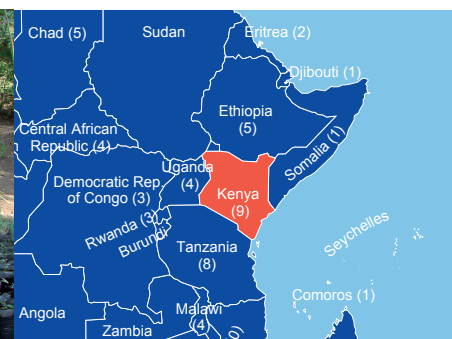 Chad (5)
Sudan
Eritrea (2)
Djibouti (1)
Ethiopia
(5)
Central African
Republic (4)
Somalia (1)
Uganda
(4)
Democratic Rep.
of Congo (3)
Kenya
(9)
Rwanda (3)
Burundi
Tanzania
(8)
Seychelles
Comoros (1)
Angola
Malawi
(4)
Zambia